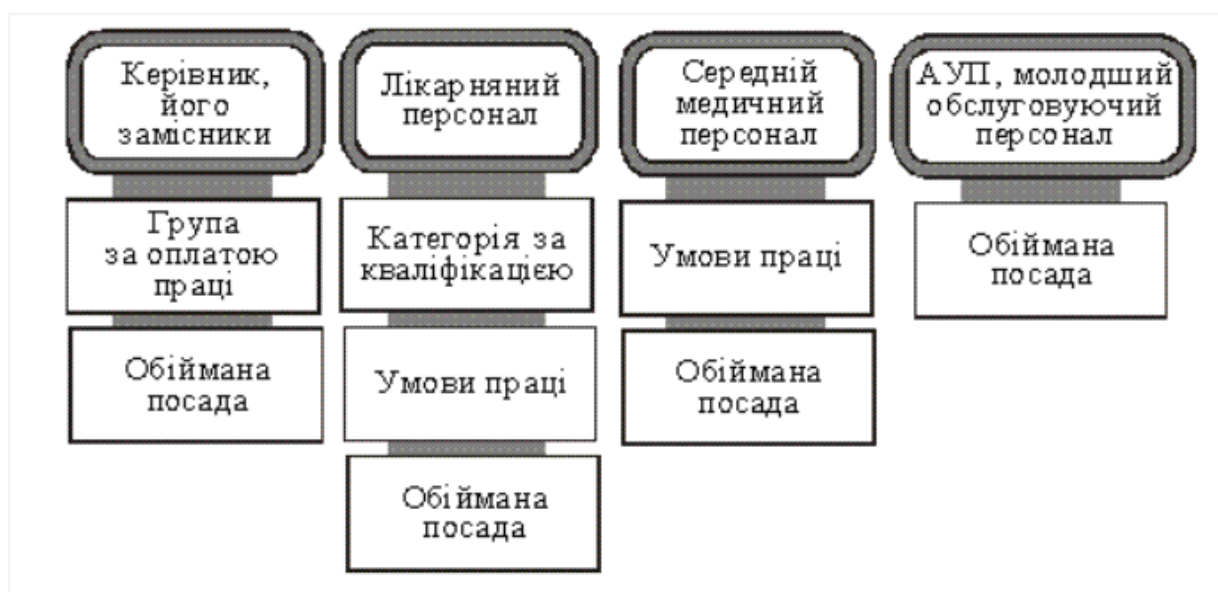 Керівник,
його
замісники
Лікарняний
персонал
Середній
медичний
персонал
АУП, молодший
обслуговуючий
персонал
Група
за оплатою
праці
Категорія за
кваліфікацією
Умови праці
Обіймана
посада
Обіймана
посада
Умови праці
Обіймана
посада
Обіймана
посада